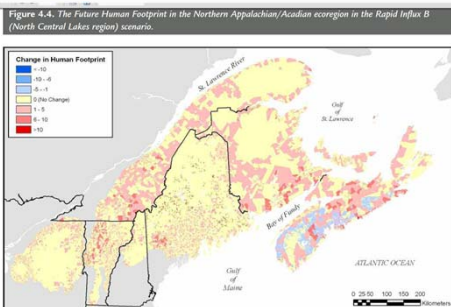 Figure 4.4. The Future Human Footprint in the Northern Appalachian/Acadian ecoregion in the Rapid Influx B
(North Central Lakes region) scenario.
Change in Human Footprint
< -10
-10 - -6
-5 - -1
0 (No Change)
1 - 5
6 - 10
>10
St. Lawrence River
Gulf
of
St. Lawrence
Bay of Fundy
Gulf
of
Maine
ATLANTIC OCEAN
0 25 50 100 150 200
Kilometers